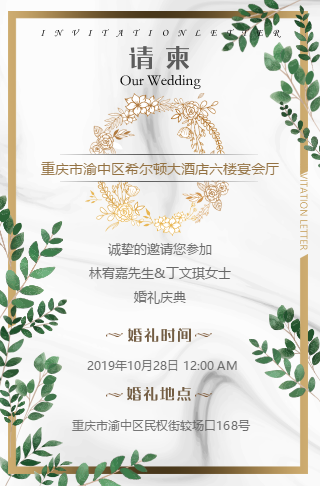 INVITATIONLETTER
请柬
Our Wedding
重庆市渝中区希尔顿大酒店六楼宴会厅
VITATION LETTER
诚挚的邀请您参加
林宥嘉先生&丁文琪女士
婚礼庆典
婚礼时间
2019年10月28日 12:00 AM
婚礼地点
重庆市渝中区民权街较场口168号